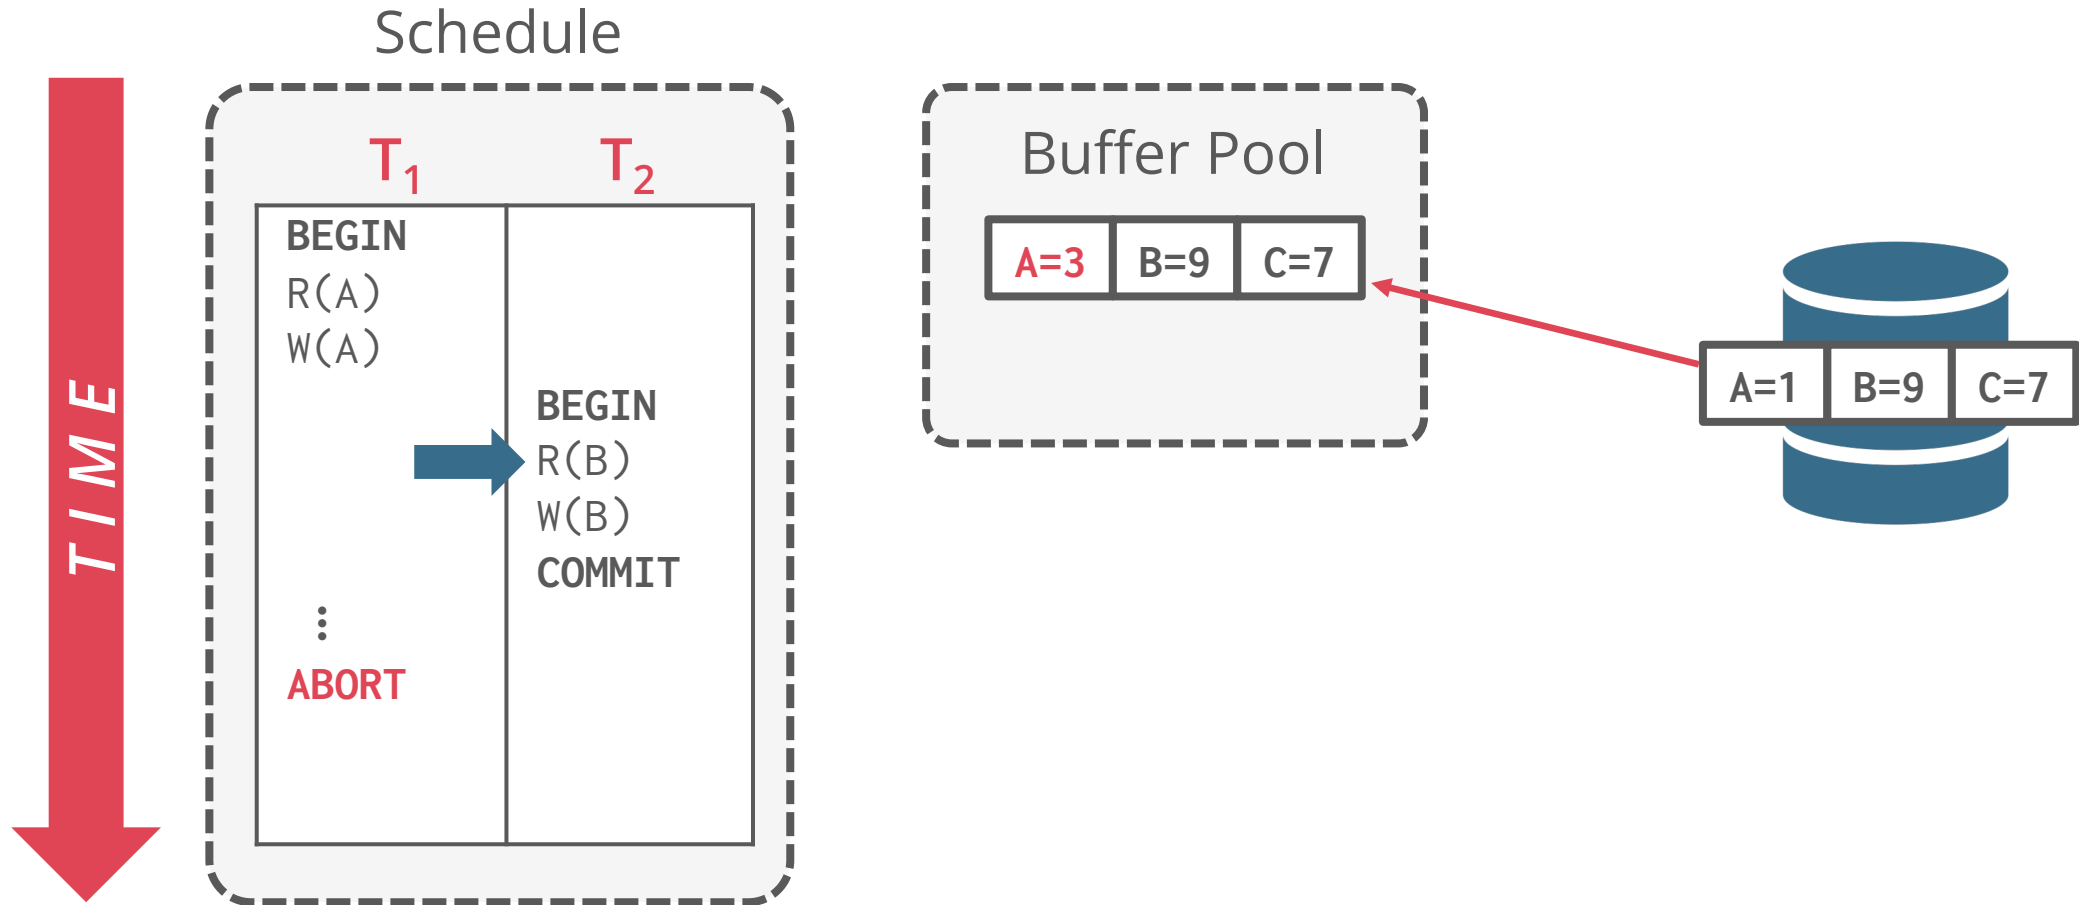 Schedule
TIME
T1 T2
BEGIN
R(A)
W(A)
BEGIN
R(B)
W(B)
COMMIT
⋮
ABORT
Buffer Pool
A=3 B=9 C=7
A=1 B=9 C=7